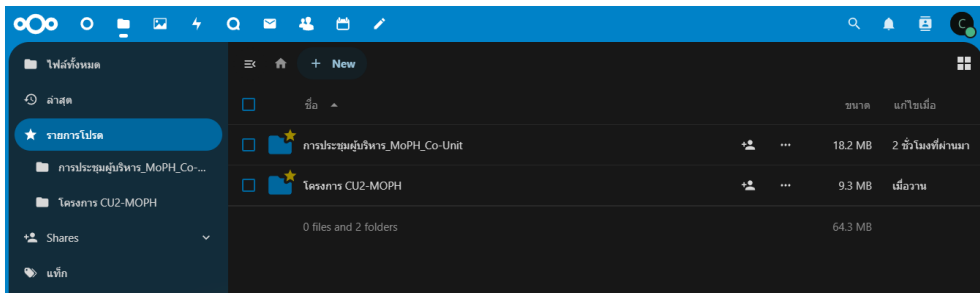 C
ไฟล์ทั้งหมด
+ New
ล่าสุด
ชื่อ
ขนาด
แก้ไขเมื่อ
รายการโปรด
การประชุมผู้บริหาร_MoPH_Co-Unit
18.2 MB
2 ชั่วโมงที่ผ่านมา
การประชุมผู้บริหาร_MoPH_Co-...
โครงการ CU2-MOPH
9.3 MB
เมื่อวาน
โครงการ CU2-MOPH
0 files and 2 folders
64.3 MB
Shares
แท็ก